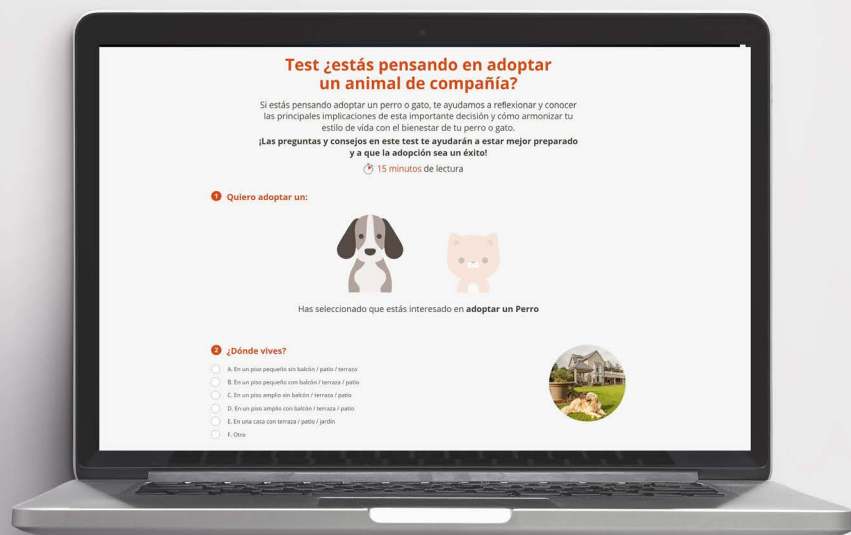 Test ¿estás pensando en adoptar
un animal de compañía?
Si estás pensando adoptar un perro o gato, te ayudamos a reflexionar y conocer
las principales implicaciones de esta importante decisión y cómo armonizar tu
estilo de vida con el bienestar de tu perro o gato.
¡Las preguntas y consejos en este test te ayudarán a estar mejor preparado
y a que la adopción sea un éxito!
15 minutos de lectura
1 Quiero adoptar un:
Has seleccionado que estás interesado en adoptar un Perro
2 ¿Dónde vives?
A. En un piso pequeño sin balcón / patio / terraza
B. En un piso pequeño con balcón / terraza / patio
C. En un piso amplio sin balcón / terraza / patio
D. En un piso amplio con balcón / terraza / patio
E. En una casa con terraza / patio / jardín
F. Otro